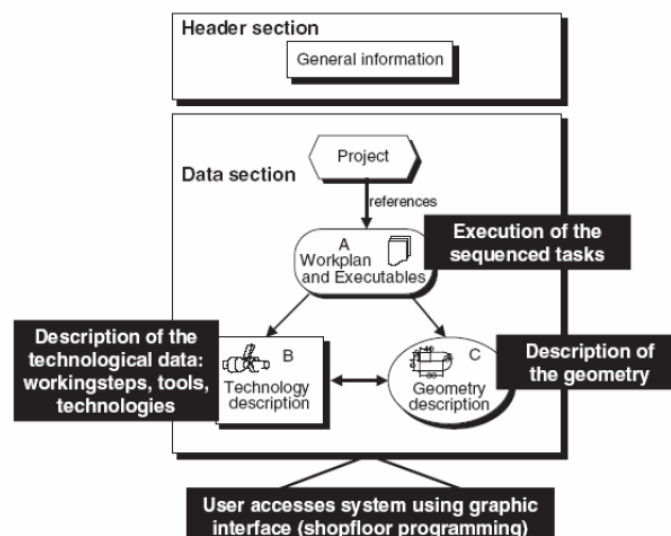 Header section
General information
Project
Data section
references
A
Workplan
and Executables
Execution of the
sequenced tasks
Description of the
technological data:
workingsteps, tools,
technologies
B
Technology
description
C
Geometry
description
Description of
the geometry
User accesses system using graphic
interface (shopfloor programming)